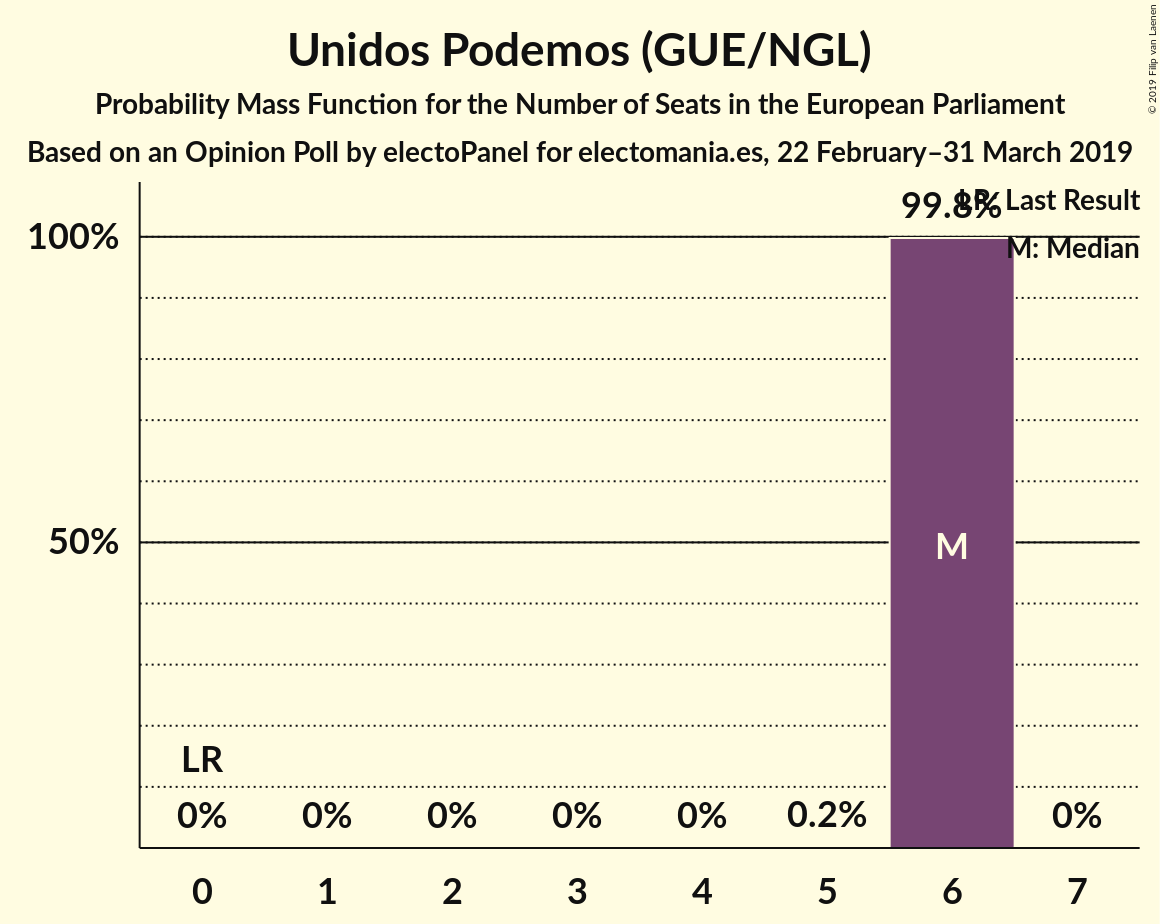 Unidos Podemos (GUE/NGL)
Probability Mass Function for the Number of Seats in the European Parliament
Based on an Opinion Poll by electoPanel for electomania.es, 22 February–31 March 2019
© 2019 Filip van Laenen
99.8%
LR: Last Result
100%
M: Median
50%
M
LR
0% 0% 0% 0% 0% 0.2% 0%
0 1 2 3 4 5 6 7